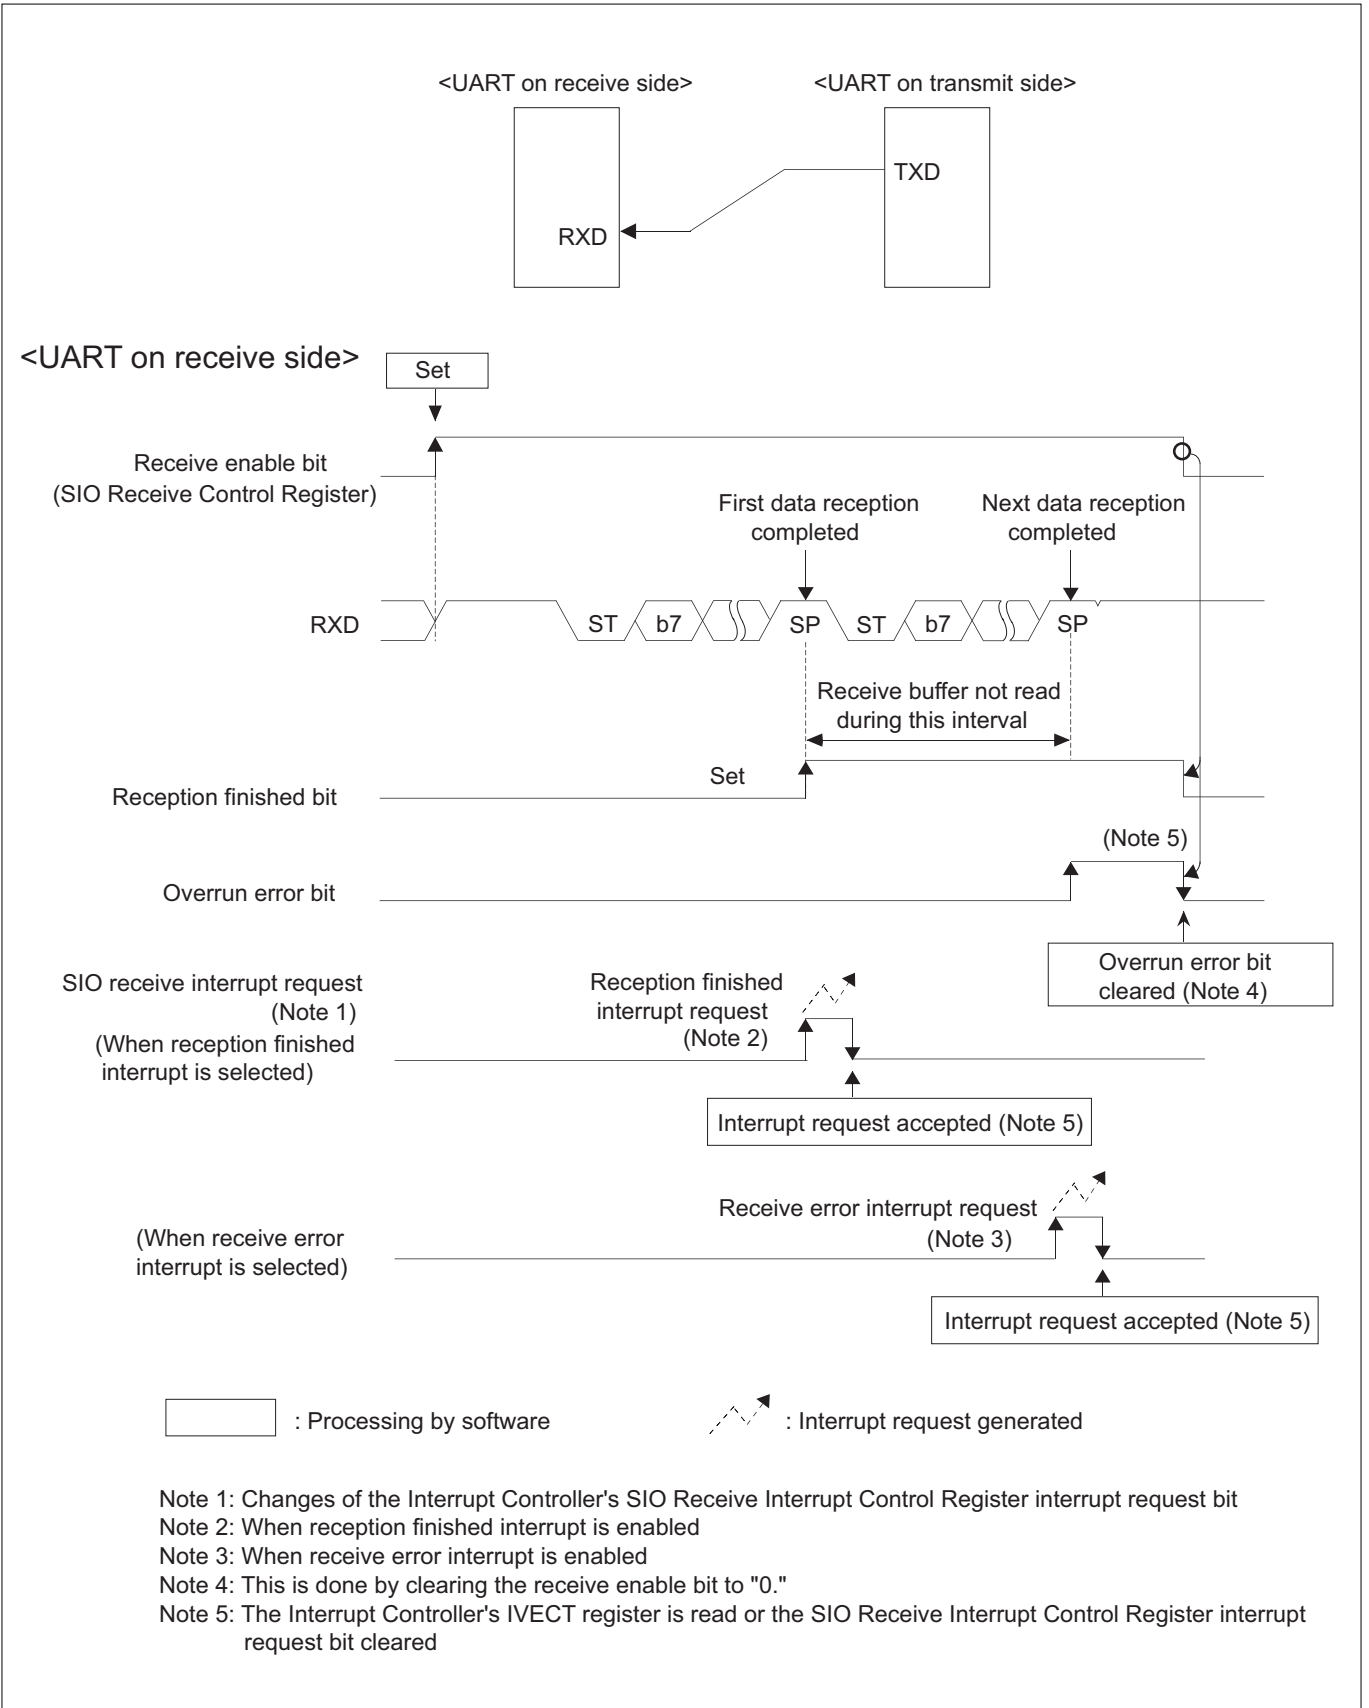 <UART on receive side>
<UART on transmit side>
TXD
RXD
<UART on receive side>
Set
Receive enable bit
(SIO Receive Control Register)
First data reception
completed
Next data reception
completed
RXD
ST
b7
SP
ST
b7
SP
Receive buffer not read
during this interval
Set
Reception finished bit
(Note 5)
Overrun error bit
Overrun error bit
cleared (Note 4)
SIO receive interrupt request
(Note 1)
(When reception finished
interrupt is selected)
Reception finished
interrupt request
(Note 2)
Interrupt request accepted (Note 5)
Receive error interrupt request
(Note 3)
(When receive error
interrupt is selected)
Interrupt request accepted (Note 5)
: Processing by software
: Interrupt request generated
Note 1: Changes of the Interrupt Controller's SIO Receive Interrupt Control Register interrupt request bit
Note 2: When reception finished interrupt is enabled
Note 3: When receive error interrupt is enabled
Note 4: This is done by clearing the receive enable bit to "0."
Note 5: The Interrupt Controller's IVECT register is read or the SIO Receive Interrupt Control Register interrupt
request bit cleared